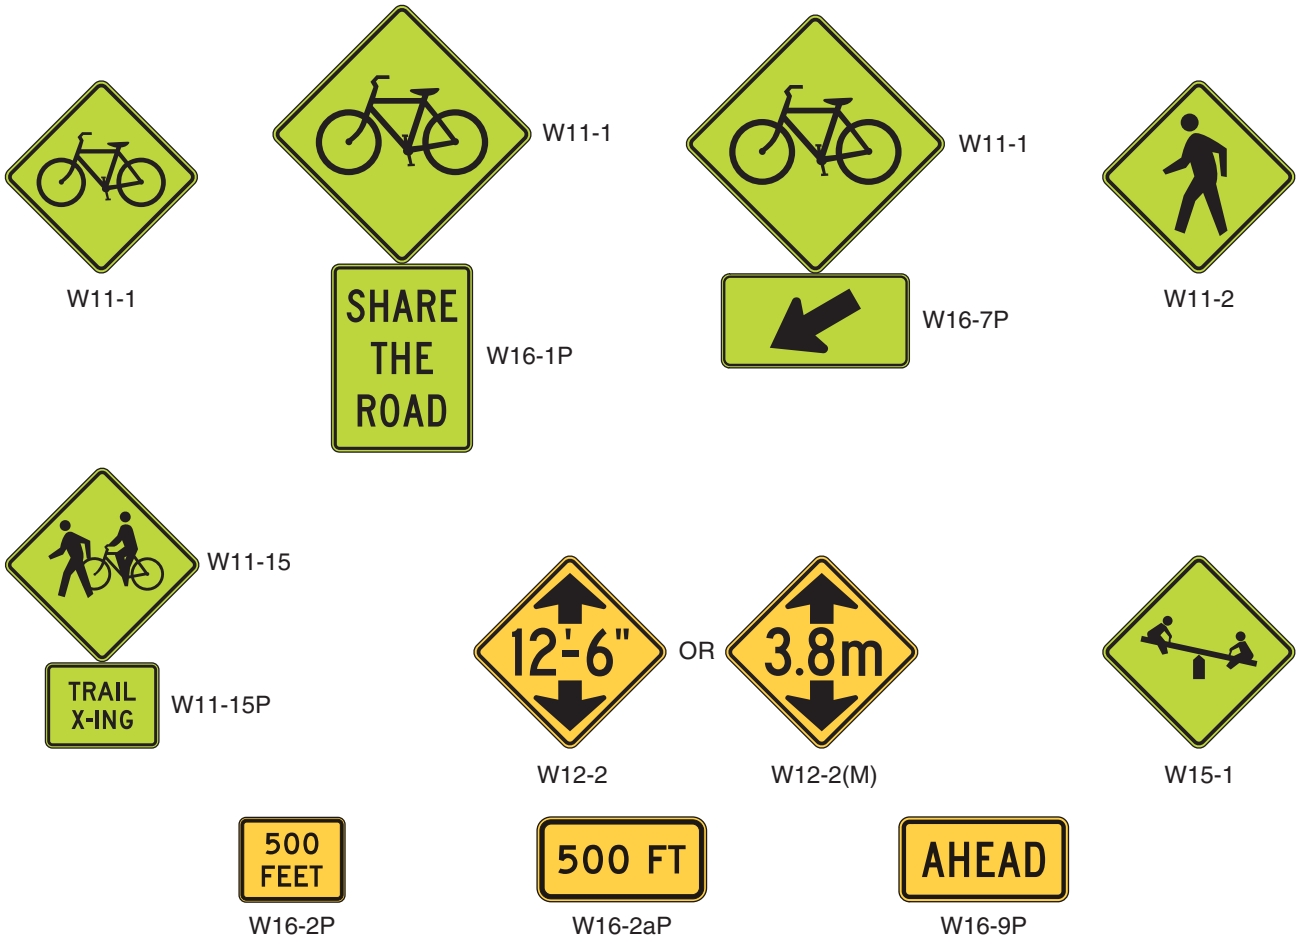 W11-1
W11-1
SHARE
THE
ROAD
W16-1P
W11-1
W16-7P
W11-2
W11-15
TRAIL
X-ING
W11-15P
12'-6"
W12-2
OR
3.8m
W12-2(M)
W15-1
500
FEET
W16-2P
500 FT
W16-2aP
AHEAD
W16-9P